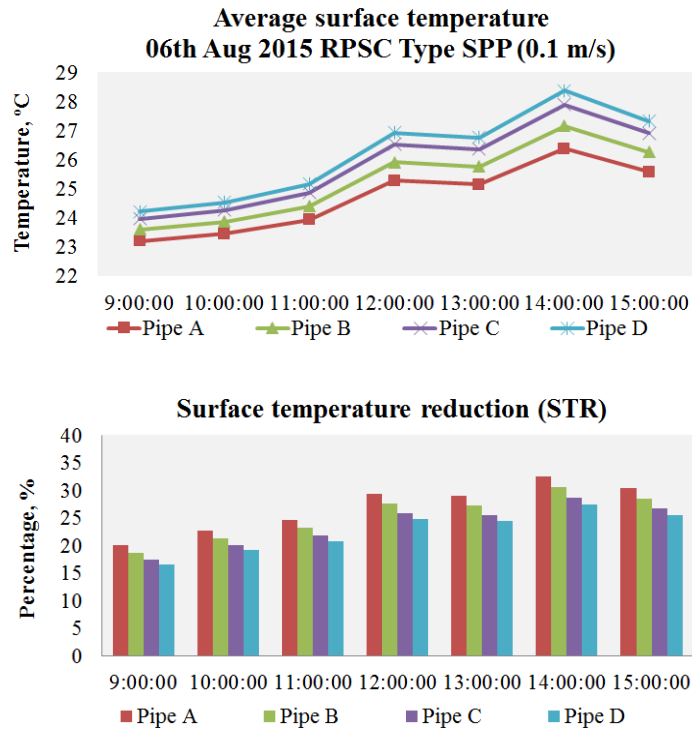 Average surface temperature
06th Aug 2015 RPSC Type SPP (0.1 m/s)
Temperature, ºC
29
28
27
26
25
24
23
22
9:00:00 10:00:00 11:00:00 12:00:00 13:00:00 14:00:00 15:00:00
Pipe A Pipe B Pipe C Pipe D
Surface temperature reduction (STR)
Percentage, %
40
35
30
25
20
15
10
5
0
9:00:00 10:00:00 11:00:00 12:00:00 13:00:00 14:00:00 15:00:00
Pipe A Pipe B Pipe C Pipe D